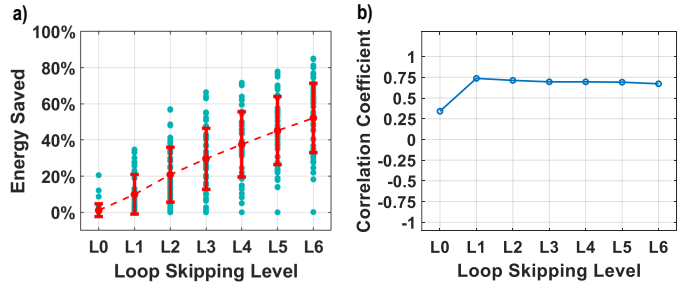 a)
Energy Saved
100%
80%
60%
40%
20%
0%
L0 L1 L2 L3 L4 L5 L6
Loop Skipping Level
b)
Correlation Coefficient
1
0.75
0.5
0.25
0
-0.25
-0.5
-0.75
-1
L0 L1 L2 L3 L4 L5 L6
Loop Skipping Level